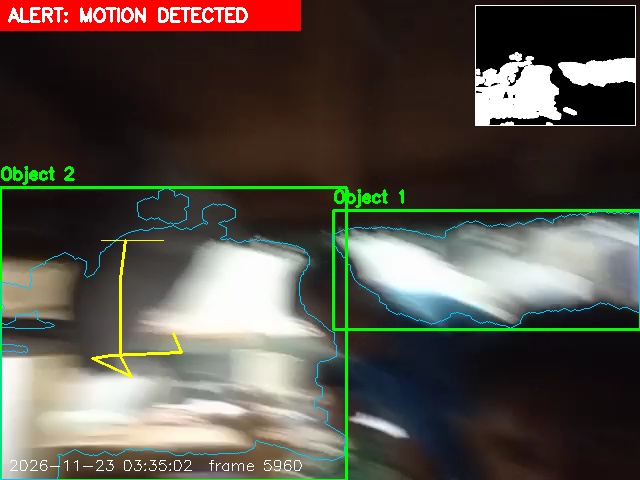 ALERT: MOTION DETECTED
Object 2
Object 1
2026-11-23 03:35:02 frame 5960